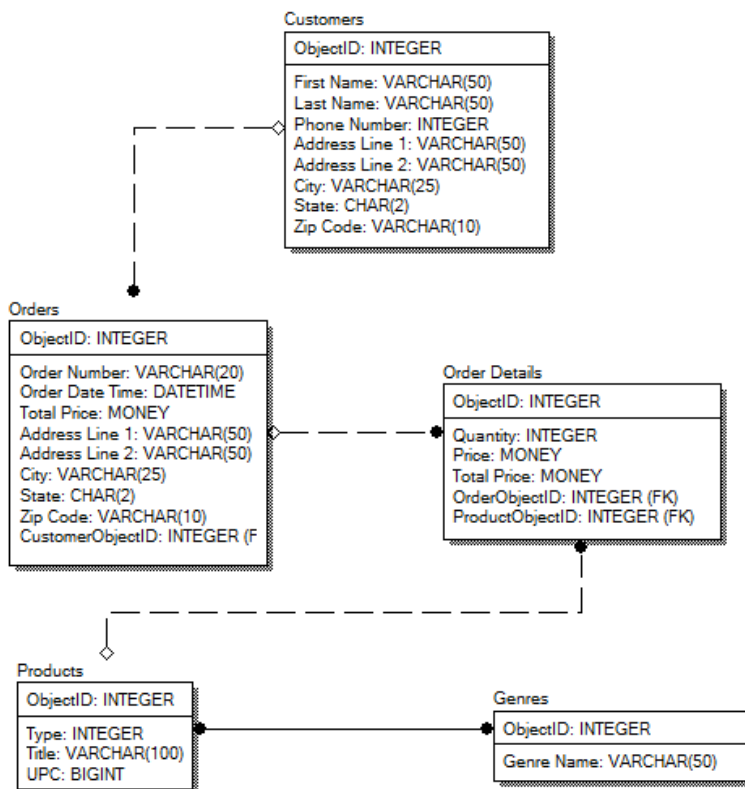 Customers
ObjectID: INTEGER
First Name: VARCHAR(50)
Last Name: VARCHAR(50)
Phone Number: INTEGER
Address Line 1: VARCHAR(50)
Address Line 2: VARCHAR(50)
City: VARCHAR(25)
State: CHAR(2)
Zip Code: VARCHAR(10)
Orders
ObjectID: INTEGER
Order Number: VARCHAR(20)
Order Date Time: DATETIME
Total Price: MONEY
Address Line 1: VARCHAR(50)
Address Line 2: VARCHAR(50)
City: VARCHAR(25)
State: CHAR(2)
Zip Code: VARCHAR(10)
CustomerObjectID: INTEGER (F
Order Details
ObjectID: INTEGER
Quantity: INTEGER
Price: MONEY
Total Price: MONEY
OrderObjectID: INTEGER (FK)
ProductObjectID: INTEGER (FK)
Products
ObjectID: INTEGER
Type: INTEGER
Title: VARCHAR(100)
UPC: BIGINT
Genres
ObjectID: INTEGER
Genre Name: VARCHAR(50)